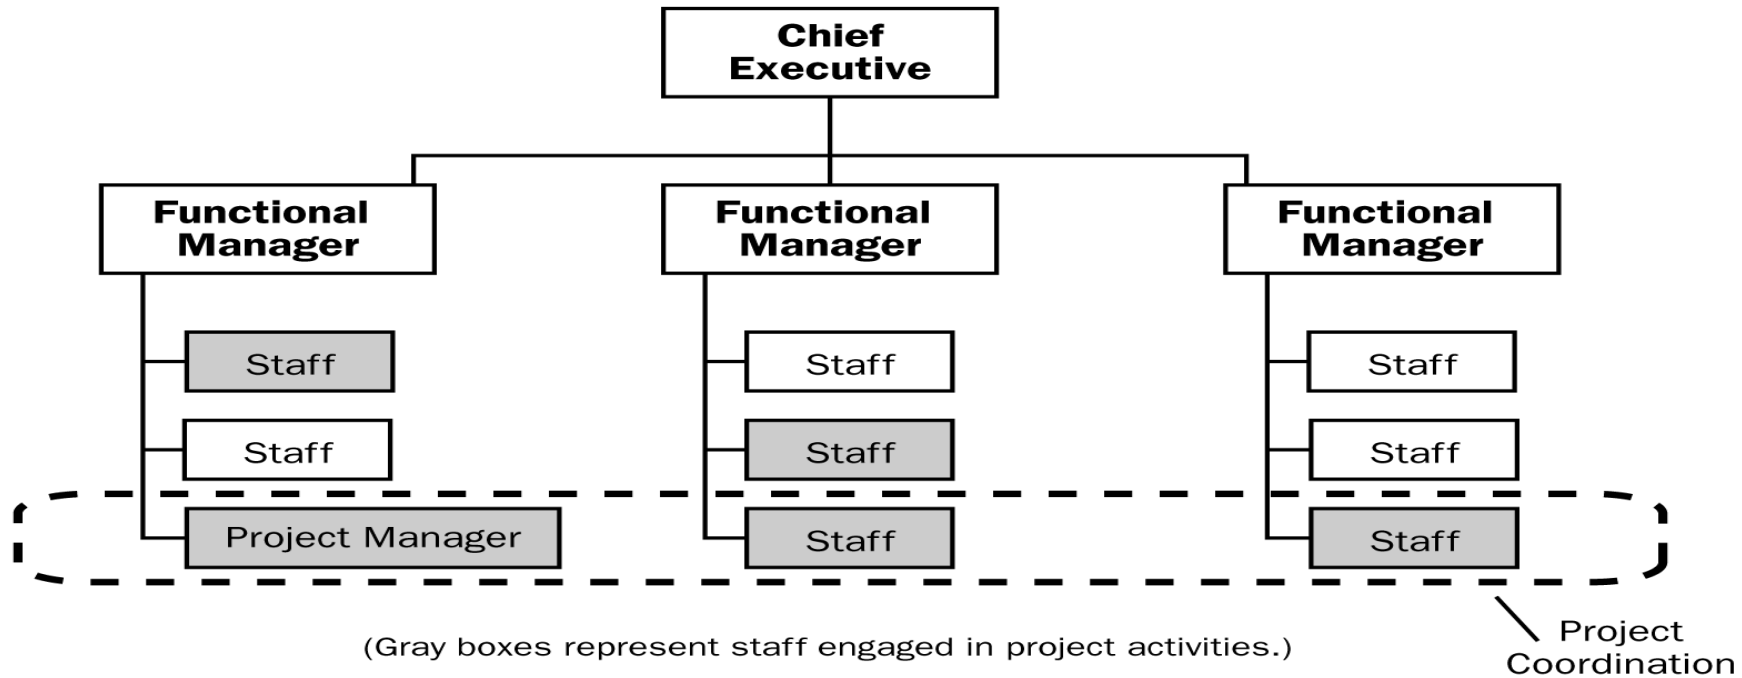 Chief
Executive
Functional
Manager
Functional
Manager
Functional
Manager
Staff
Staff
Staff
Staff
Staff
Staff
Project Manager
Staff
Staff
(Gray boxes represent staff engaged in project activities.)
Project
Coordination